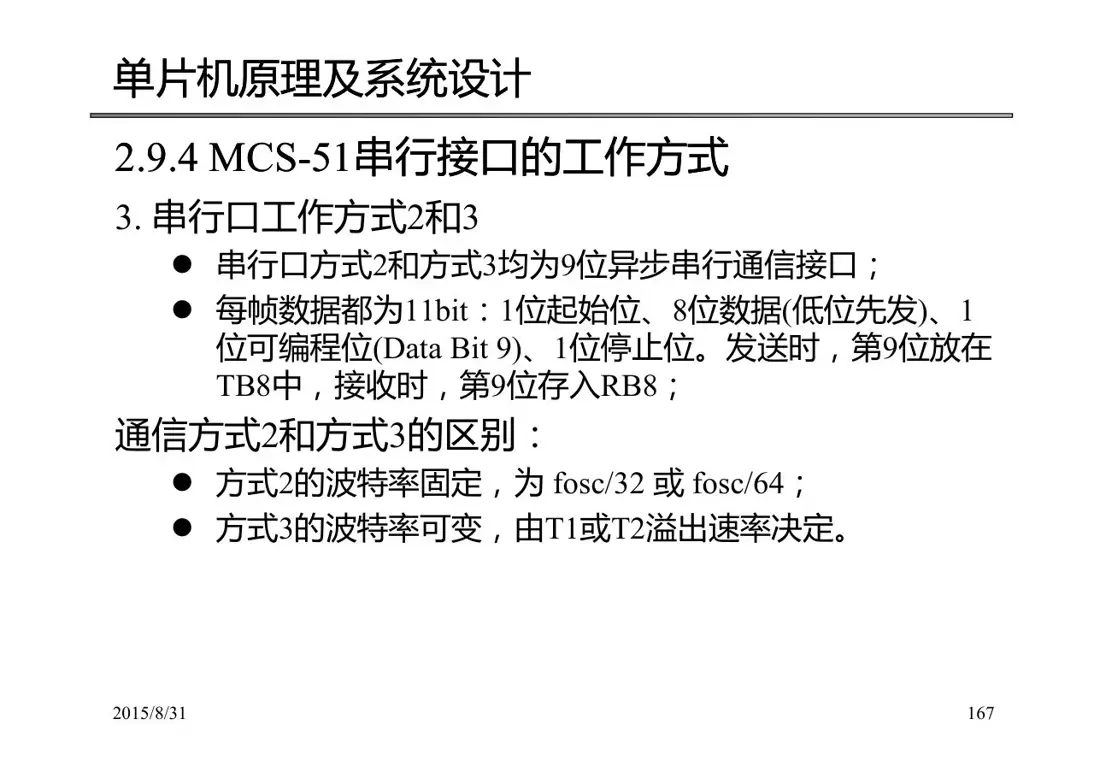 单片机原理及系统设计
2.9.4 MCS-51串行接口的工作方式
3. 串行口工作方式2和3
● 串行口方式2和方式3均为9位异步串行通信接口；
● 每帧数据都为11bit：1位起始位、8位数据(低位先发)、1
位可编程位(Data Bit 9)、1位停止位。发送时，第9位放在
TB8中，接收时，第9位存入RB8；
通信方式2和方式3的区别：
● 方式2的波特率固定，为 fosc/32 或 fosc/64；
● 方式3的波特率可变，由T1或T2溢出速率决定。
2015/8/31
167